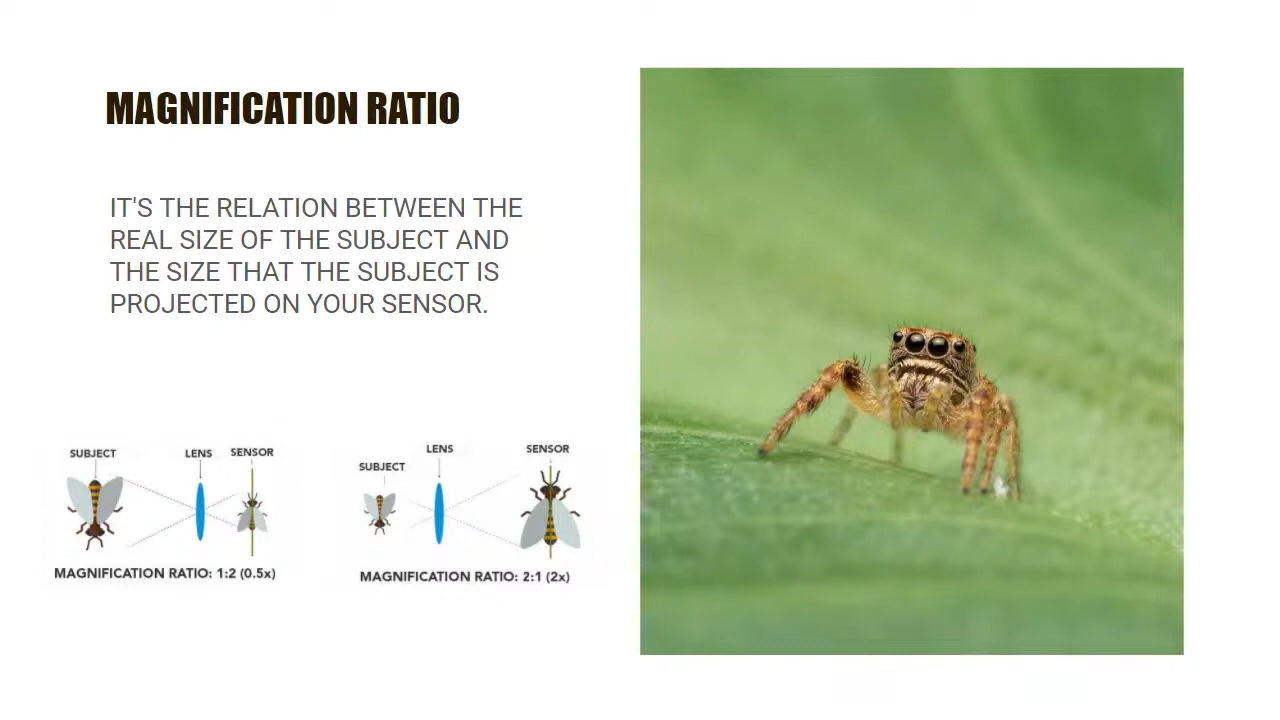 MAGNIFICATION RATIO
IT'S THE RELATION BETWEEN THE
REAL SIZE OF THE SUBJECT AND
THE SIZE THAT THE SUBJECT IS
PROJECTED ON YOUR SENSOR.
SUBJECT LENS SENSOR
MAGNIFICATION RATIO: 1:2 (0.5x)
SUBJECT LENS SENSOR
MAGNIFICATION RATIO: 2:1 (2x)